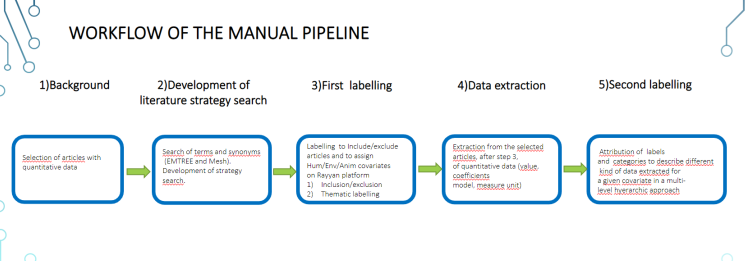 WORKFLOW OF THE MANUAL PIPELINE
1)Background
2)Development of
literature strategy search
3)First labelling
4)Data extraction
5)Second labelling
Selection of articles with
quantitative data
Search of terms and synonyms
(EMTREE and Mesh).
Development of strategy
search.
Labelling to Include/exclude
articles and to assign
Hum/Env/Anim covariates
on Rayyan platform
1) Inclusion/exclusion
2) Thematic labelling
Extraction from the selected
articles, after step 3,
of quantitative data (value,
coefficients
model, measure unit)
Attribution of labels
and categories to describe different
kind of data extracted for
a given covariate in a multi-
level hyerarchic approach